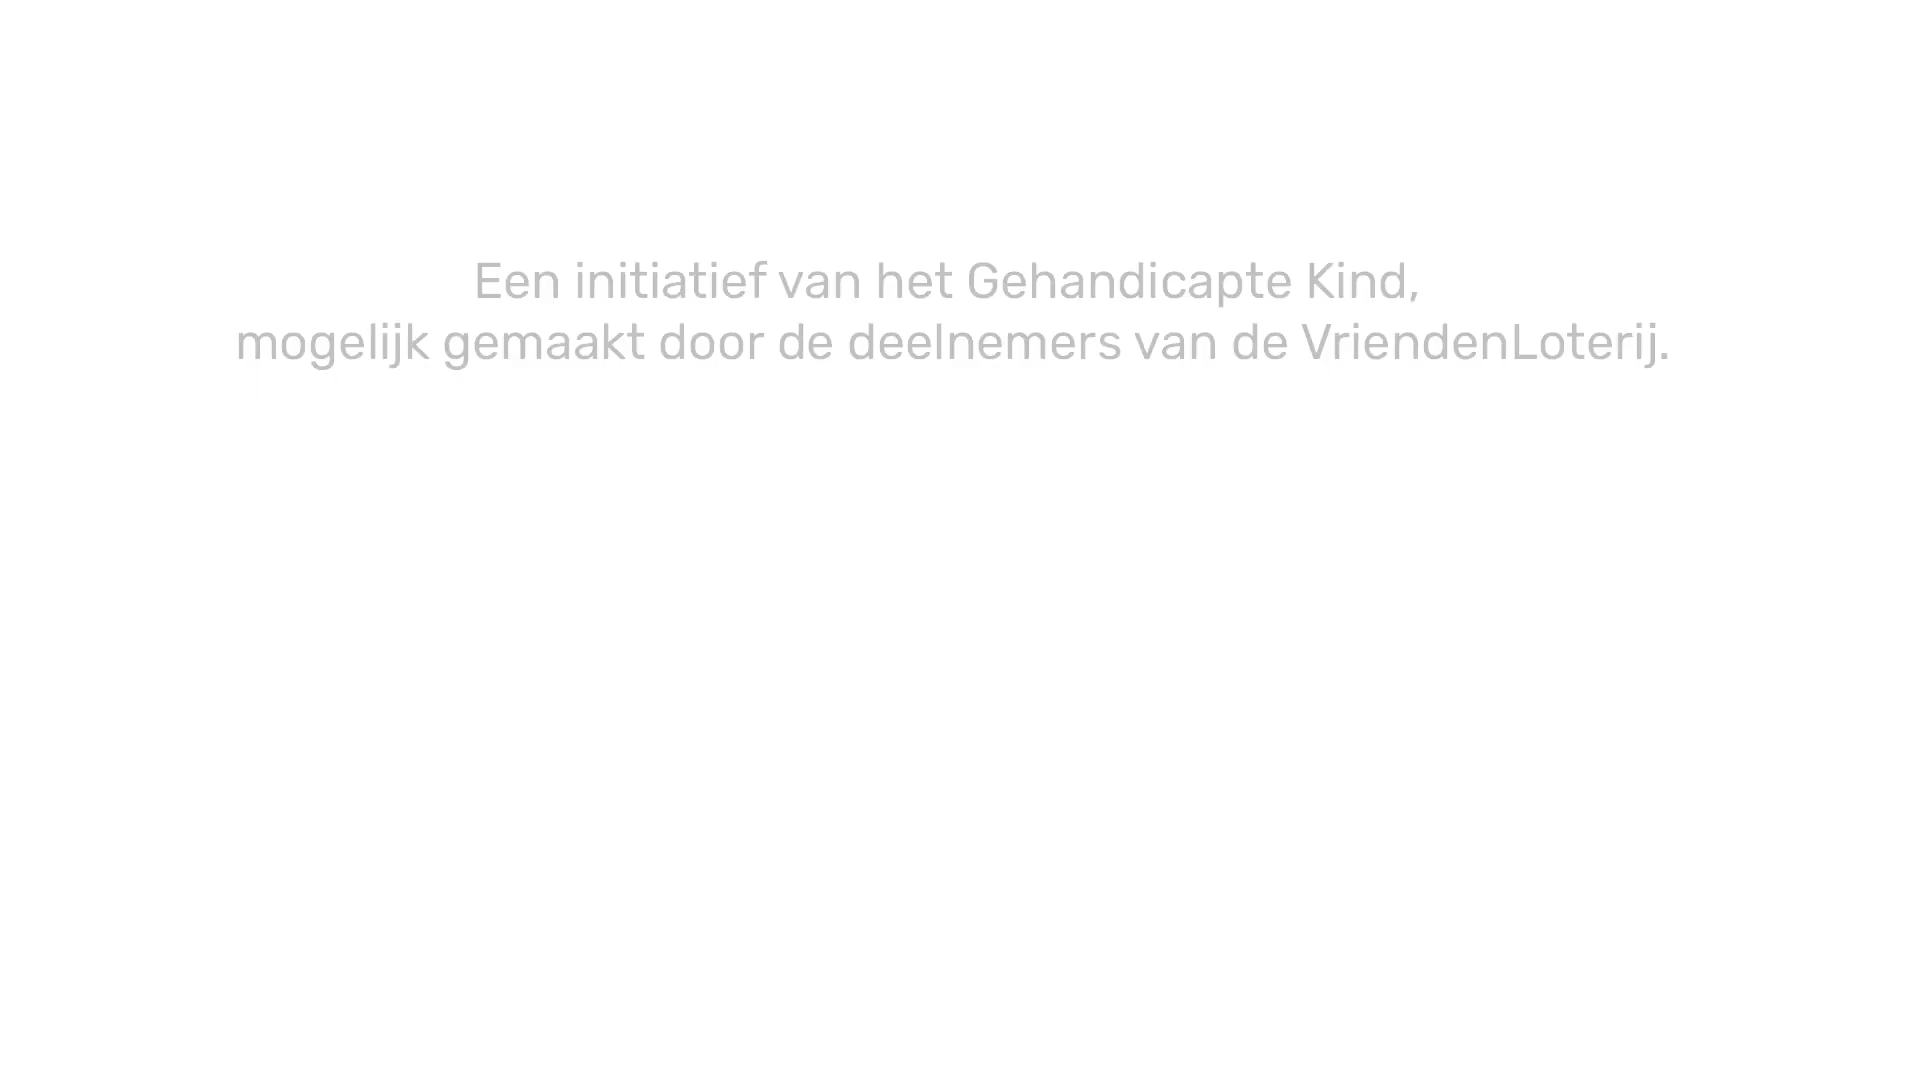 Een initiatief van het Gehandicapte Kind,
mogelijk gemaakt door de deelnemers van de VriendenLoterij.